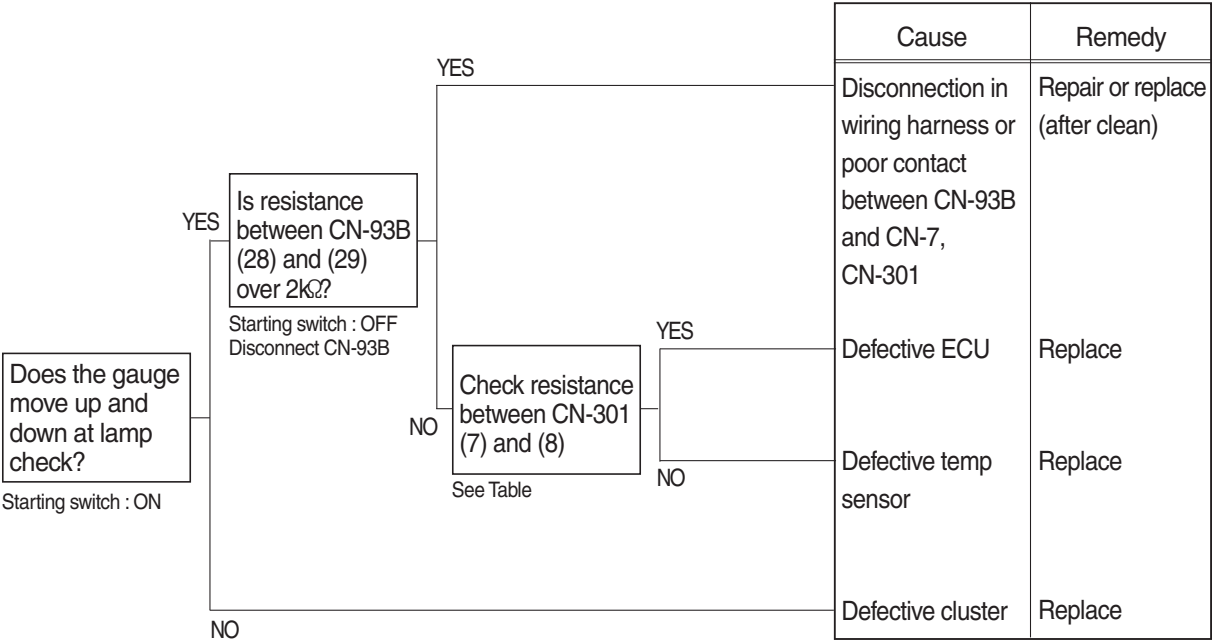 Cause
Remedy
YES
Disconnection in
wiring harness or
poor contact
between CN-93B
and CN-7,
CN-301
Repair or replace
(after clean)
YES
Is resistance
between CN-93B
(28) and (29)
over 2kΩ?
Starting switch : OFF
Disconnect CN-93B
YES
Defective ECU
Replace
Does the gauge
move up and
down at lamp
check?
Starting switch : ON
NO
Check resistance
between CN-301
(7) and (8)
See Table
NO
Defective temp
sensor
Replace
Defective cluster
Replace
NO